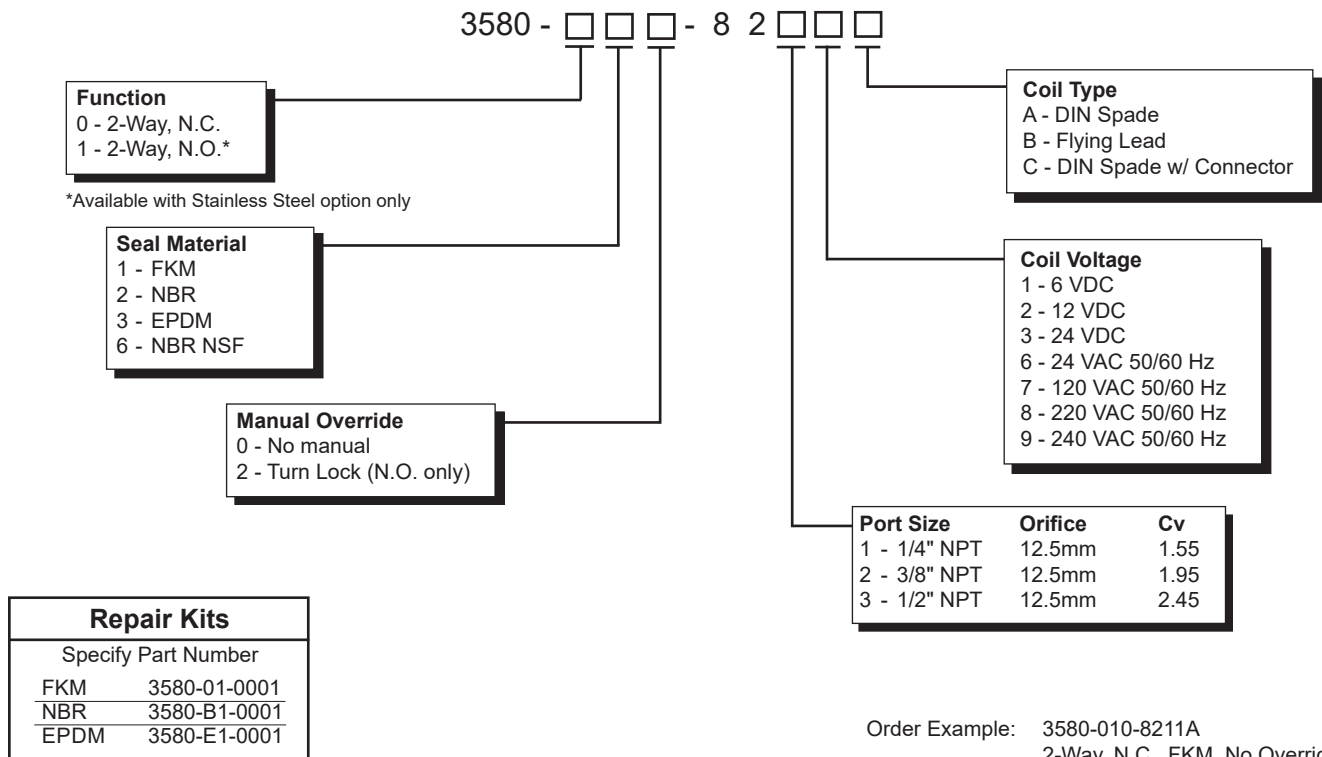 3580 - □ □ □ - 8 2 □ □ □
Function
0 - 2-Way, N.C.
1 - 2-Way, N.O.*
*Available with Stainless Steel option only
Seal Material
1 - FKM
2 - NBR
3 - EPDM
6 - NBR NSF
Manual Override
0 - No manual
2 - Turn Lock (N.O. only)
Coil Type
A - DIN Spade
B - Flying Lead
C - DIN Spade w/ Connector
Coil Voltage
1 - 6 VDC
2 - 12 VDC
3 - 24 VDC
6 - 24 VAC 50/60 Hz
7 - 120 VAC 50/60 Hz
8 - 220 VAC 50/60 Hz
9 - 240 VAC 50/60 Hz
Port Size Orifice Cv
1 - 1/4" NPT 12.5mm 1.55
2 - 3/8" NPT 12.5mm 1.95
3 - 1/2" NPT 12.5mm 2.45
Repair Kits
Specify Part Number
FKM 3580-01-0001
NBR 3580-B1-0001
EPDM 3580-E1-0001
Order Example: 3580-010-8211A
2-Way, N.C., FKM, No